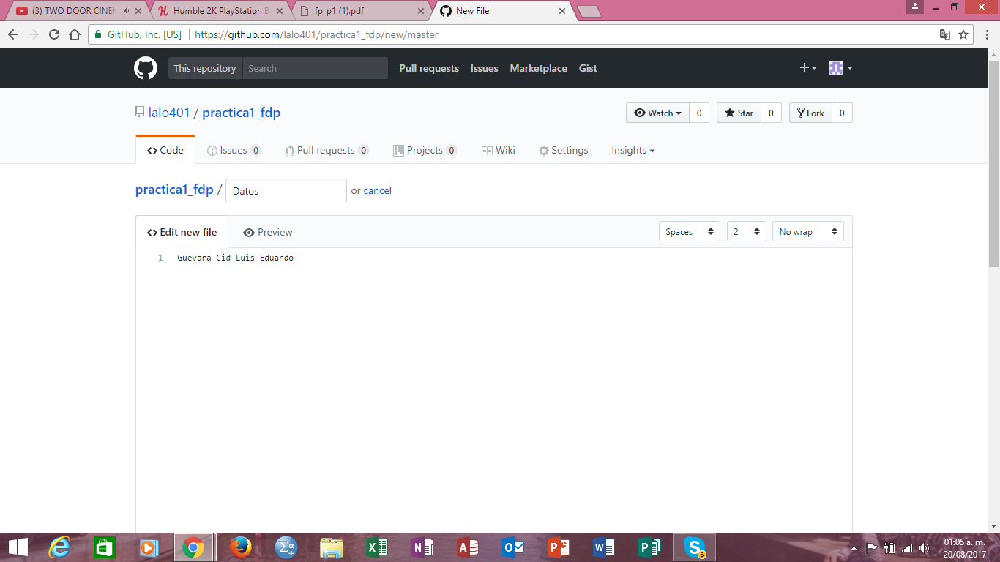 (3) TWO DOOR CINEM
Humble 2K PlayStation B
fp_p1 (1).pdf
New File
GitHub, Inc. [US] https://github.com/lalo401/practica1_fdp/new/master
This repository Search Pull requests Issues Marketplace Gist
lalo401 / practica1_fdp
Watch 0 Star 0 Fork 0
Code Issues 0 Pull requests 0 Projects 0 Wiki Settings Insights
practica1_fdp / Datos or cancel
Edit new file Preview Spaces 2 No wrap
1 Guevara Cid Luis Eduardo
01:05 a. m.
20/08/2017